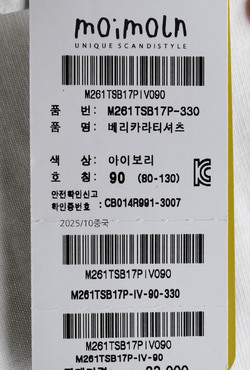 moimoln
UNIQUE SCANDISTYLE
M261TSB17PIV090
품 번: M261TSB17P-330
품 명: 베리카라티셔츠
색 상: 아이보리
호 칭: 90 (80-130)
안전확인신고
확인증번호 : CB014R991-3007
2025/10중국
M261TSB17PIV090
M261TSB17P-IV-90-330
M261TSB17PIV090
M261TSB17P-IV-90